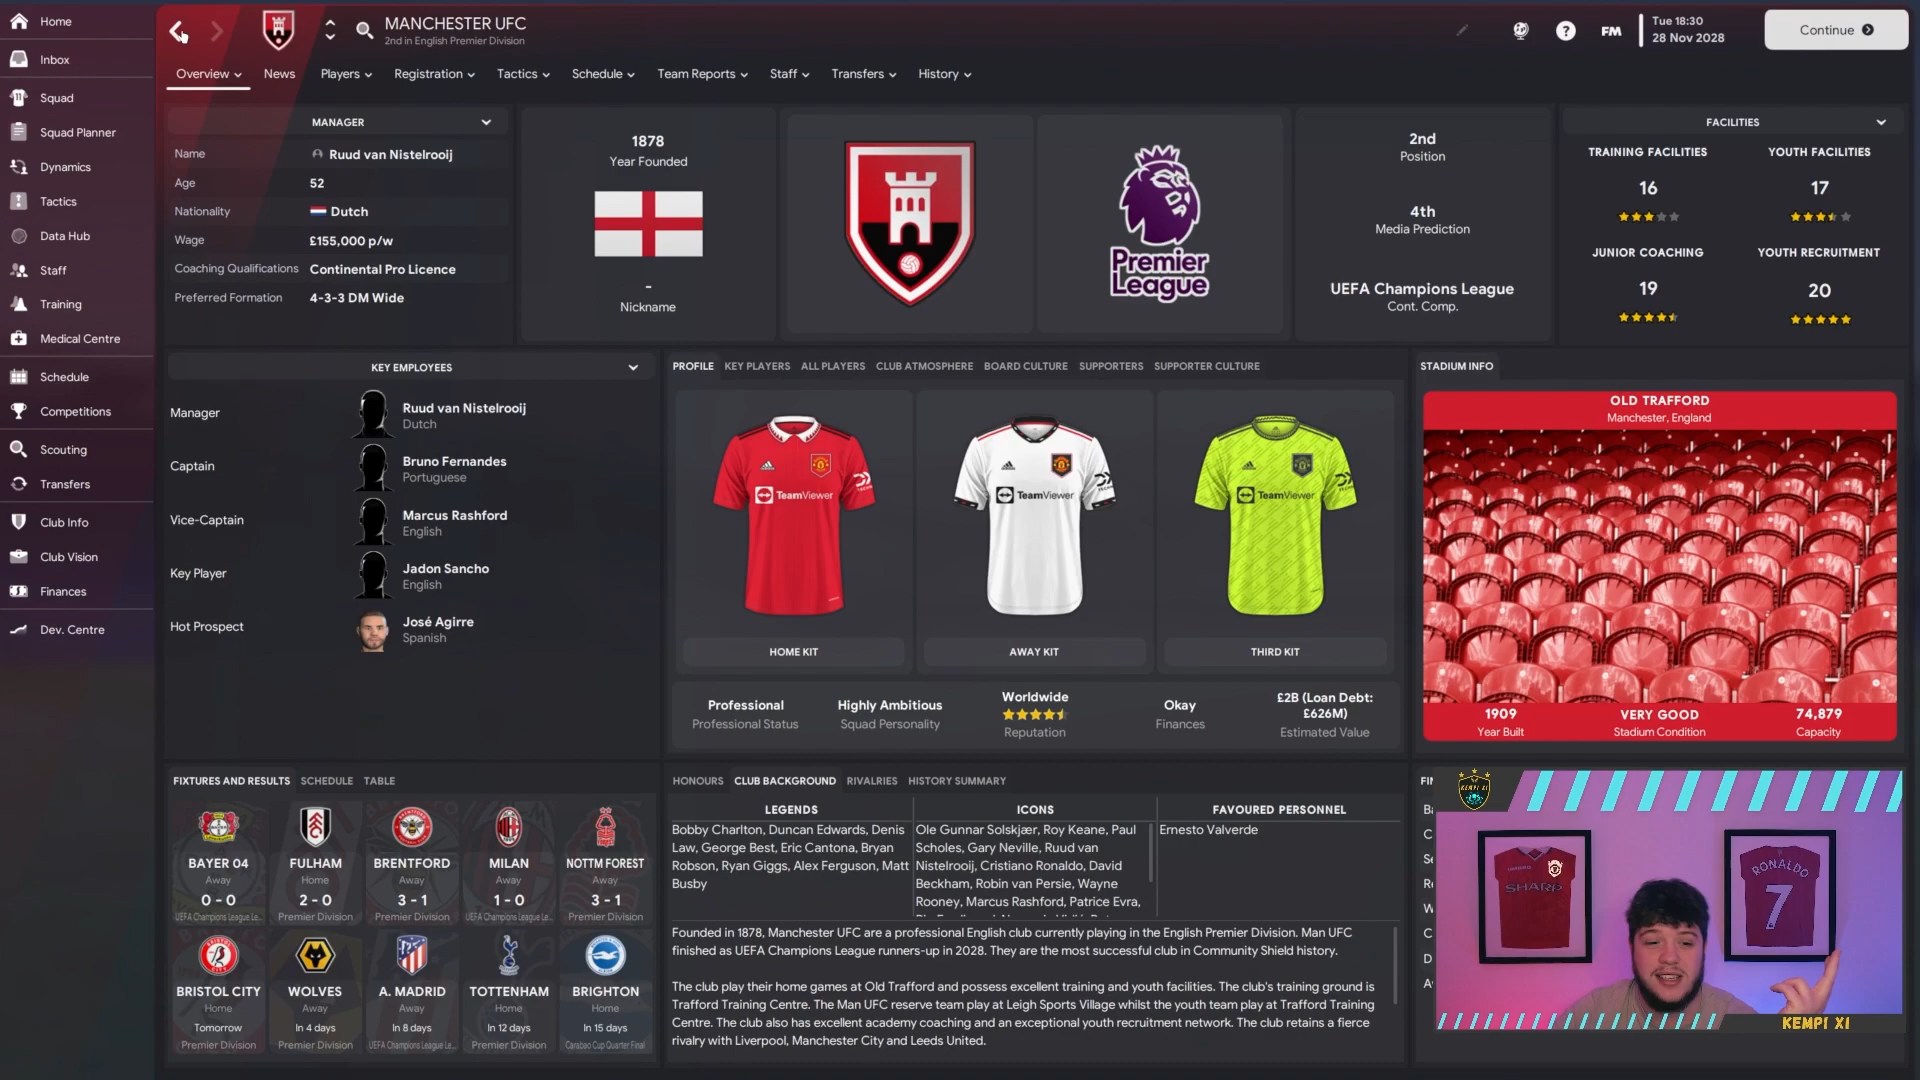 Home
Inbox
Squad
Squad Planner
Dynamics
Tactics
Data Hub
Staff
Training
Medical Centre
Schedule
Competitions
Scouting
Transfers
Club Info
Club Vision
Finances
Dev. Centre
MANCHESTER UFC
2nd in English Premier Division
FM
Tue 18:30
28 Nov 2028
Continue
Overview
News
Players
Registration
Tactics
Schedule
Team Reports
Staff
Transfers
History
MANAGER
Name Ruud van Nistelrooij
Age 52
Nationality Dutch
Wage £155,000 p/w
Coaching Qualifications Continental Pro Licence
Preferred Formation 4-3-3 DM Wide
1878
Year Founded
-
Nickname
Premier
League
2nd
Position
4th
Media Prediction
UEFA Champions League
Cont. Comp.
FACILITIES
TRAINING FACILITIES YOUTH FACILITIES
16 17
JUNIOR COACHING YOUTH RECRUITMENT
19 20
KEY EMPLOYEES
Manager Ruud van Nistelrooij
Dutch
Captain Bruno Fernandes
Portuguese
Vice-Captain Marcus Rashford
English
Key Player Jadon Sancho
English
Hot Prospect José Agirre
Spanish
PROFILE KEY PLAYERS ALL PLAYERS CLUB ATMOSPHERE BOARD CULTURE SUPPORTERS SUPPORTER CULTURE
TeamViewer TeamViewer TeamViewer
HOME KIT AWAY KIT THIRD KIT
Professional
Professional Status
Highly Ambitious
Squad Personality
Worldwide
Reputation
Okay
Finances
£2B (Loan Debt:
£626M)
Estimated Value
STADIUM INFO
OLD TRAFFORD
Manchester, England
1909
Year Built
VERY GOOD
Stadium Condition
74,879
Capacity
FIXTURES AND RESULTS SCHEDULE TABLE
BAYER 04 FULHAM BRENTFORD MILAN NOTTM FOREST
Away Home Away Away Away
0 - 0 2 - 0 3 - 1 1 - 0 3 - 1
UEFA Champions League Le... Premier Division Premier Division UEFA Champions League Le... Premier Division
BRISTOL CITY WOLVES A. MADRID TOTTENHAM BRIGHTON
Home Away Away Home Home
Tomorrow In 4 days In 8 days In 12 days In 15 days
Premier Division Premier Division UEFA Champions League Le... Premier Division Carabao Cup Quarter Final
HONOURS CLUB BACKGROUND RIVALRIES HISTORY SUMMARY
LEGENDS
Bobby Charlton, Duncan Edwards, Denis
Law, George Best, Eric Cantona, Bryan
Robson, Ryan Giggs, Alex Ferguson, Matt
Busby
ICONS
Ole Gunnar Solskjær, Roy Keane, Paul
Scholes, Gary Neville, Ruud van
Nistelrooij, Cristiano Ronaldo, David
Beckham, Robin van Persie, Wayne
Rooney, Marcus Rashford, Patrice Evra,
FAVOURED PERSONNEL
Ernesto Valverde
Founded in 1878, Manchester UFC are a professional English club currently playing in the English Premier Division. Man UFC
finished as UEFA Champions League runners-up in 2028. They are the most successful club in Community Shield history.
The club play their home games at Old Trafford and possess excellent training and youth facilities. The club's training ground is
Trafford Training Centre. The Man UFC reserve team play at Leigh Sports Village whilst the youth team play at Trafford Training
Centre. The club also has excellent academy coaching and an exceptional youth recruitment network. The club retains a fierce
rivalry with Liverpool, Manchester City and Leeds United.
KEMPI XI
SHARP
RONALDO
7
KEMPI XI